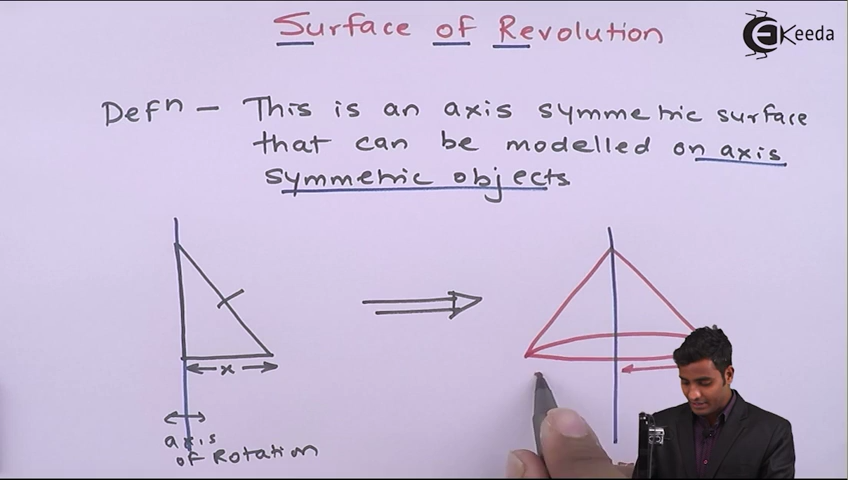 Surface of Revolution
Keeda
Defn - This is an axis symmetric surface
that can be modelled on axis
symmetric objects
x
axis
of Rotation